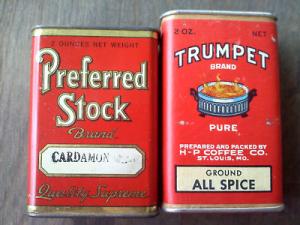 2 OUNCES NET WEIGHT
Preferred
Stock
Brand
CARDAMON
Quality Supreme
2 OZ. NET
TRUMPET
BRAND
PURE
PREPARED AND PACKED BY
H-P COFFEE CO.
ST. LOUIS, MO.
GROUND
ALL SPICE